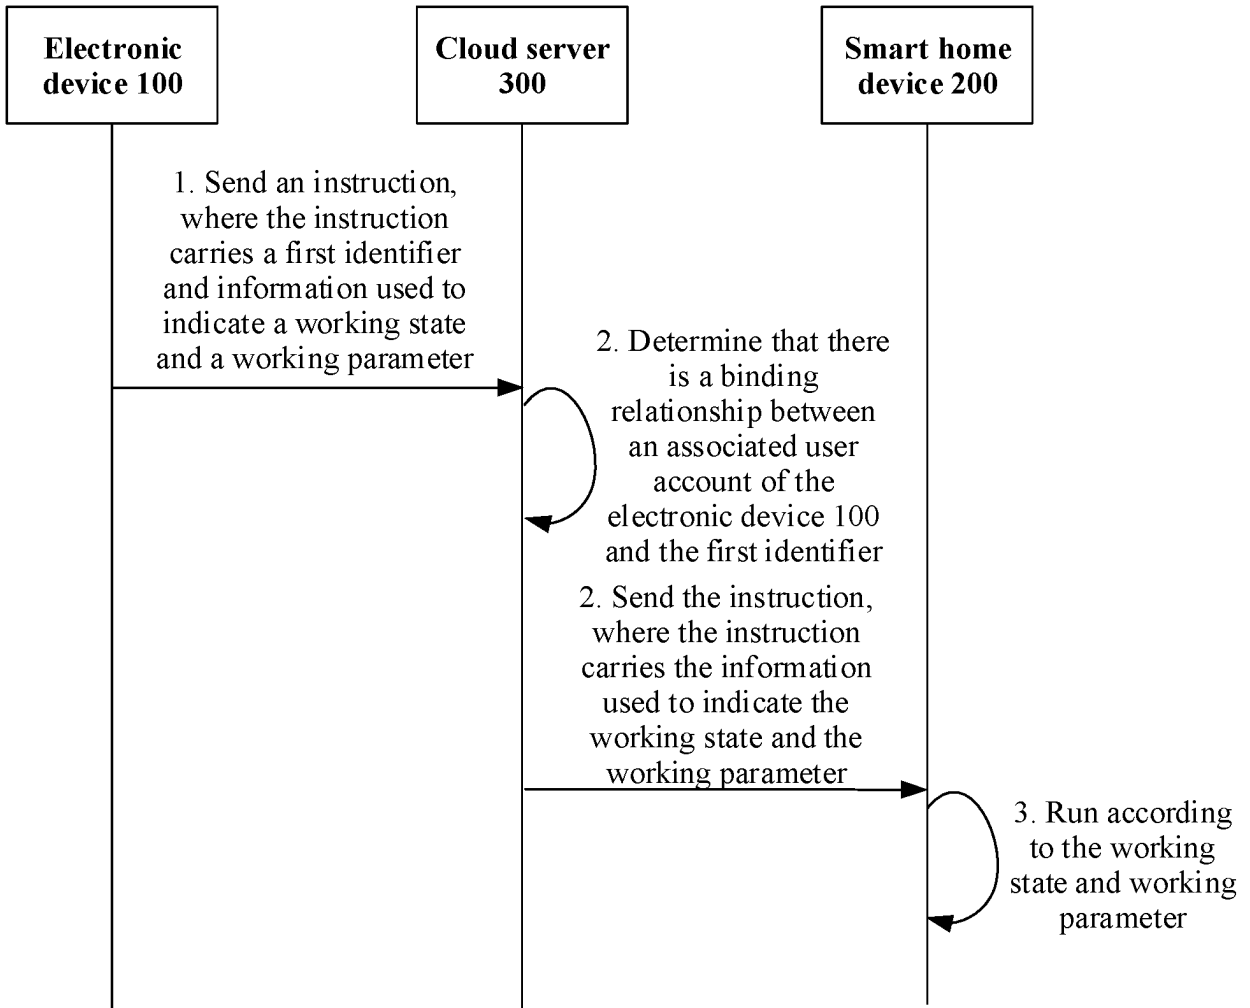 Electronic
device 100
Cloud server
300
Smart home
device 200
1. Send an instruction,
where the instruction
carries a first identifier
and information used to
indicate a working state
and a working parameter
2. Determine that there
is a binding
relationship between
an associated user
account of the
electronic device 100
and the first identifier
2. Send the instruction,
where the instruction
carries the information
used to indicate the
working state and the
working parameter
3. Run according
to the working
state and working
parameter